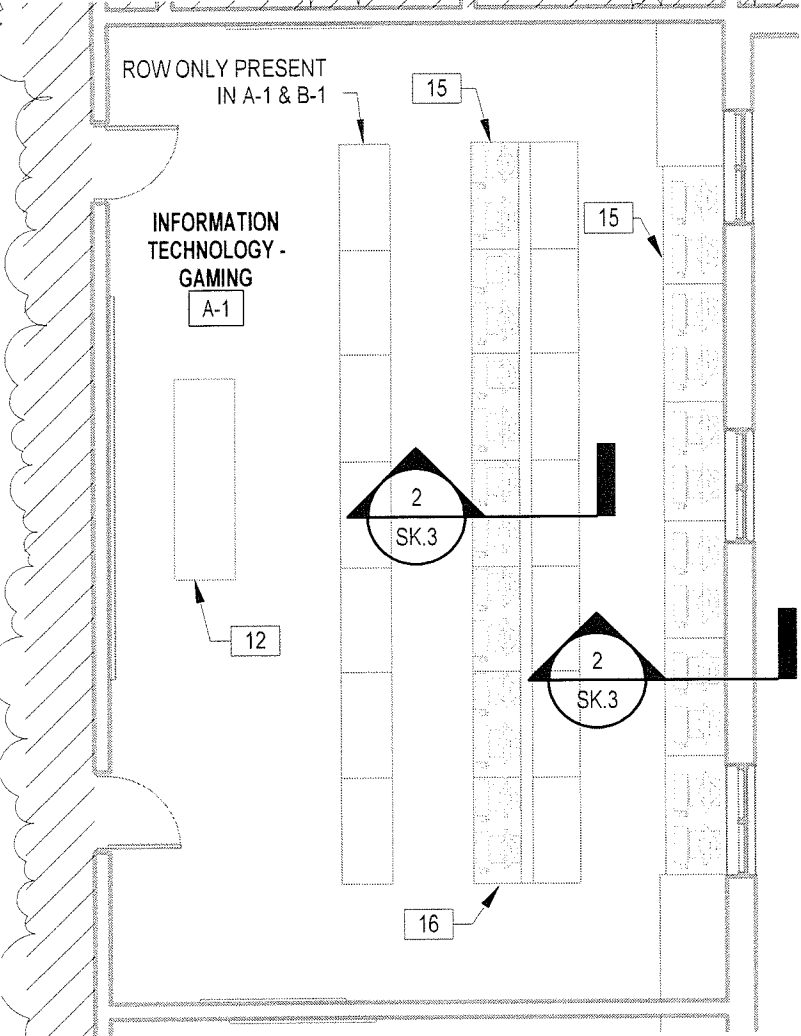 ROW ONLY PRESENT
IN A-1 & B-1
15
15
INFORMATION
TECHNOLOGY -
GAMING
A-1
2
SK.3
12
2
SK.3
16